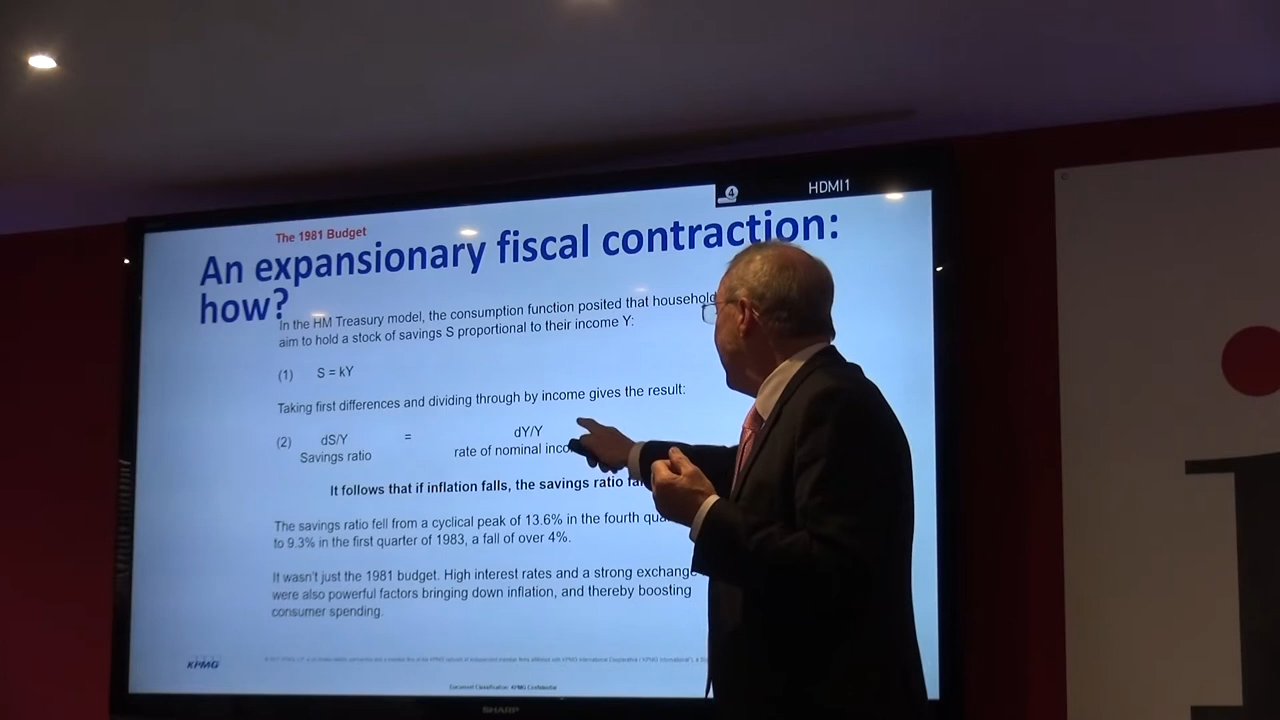 4
HDMI1
The 1981 Budget
An expansionary fiscal contraction:
how?
In the HM Treasury model, the consumption function posited that household
aim to hold a stock of savings S proportional to their income Y:
(1) S = kY
Taking first differences and dividing through by income gives the result:
(2) dS/Y = dY/Y
Savings ratio rate of nominal inco
It follows that if inflation falls, the savings ratio fa
The savings ratio fell from a cyclical peak of 13.6% in the fourth qua
to 9.3% in the first quarter of 1983, a fall of over 4%.
It wasn't just the 1981 budget. High interest rates and a strong exchange
were also powerful factors bringing down inflation, and thereby boosting
consumer spending.
KPMG
Document Classification: KPMG Confidential
SHARP